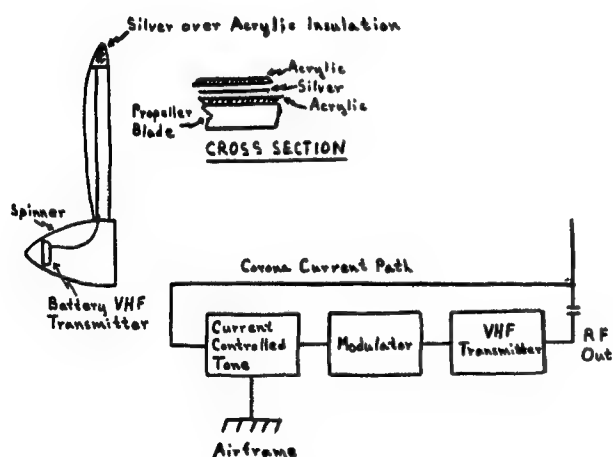 Silver over Acrylic Insulation
Acrylic
Silver
Acrylic
Propeller
Blade
CROSS SECTION
Spinner
Battery VHF
Transmitter
Corona Current Path
Current
Controlled
Tone
Modulator
VHF
Transmitter
RF
Out
Airframe